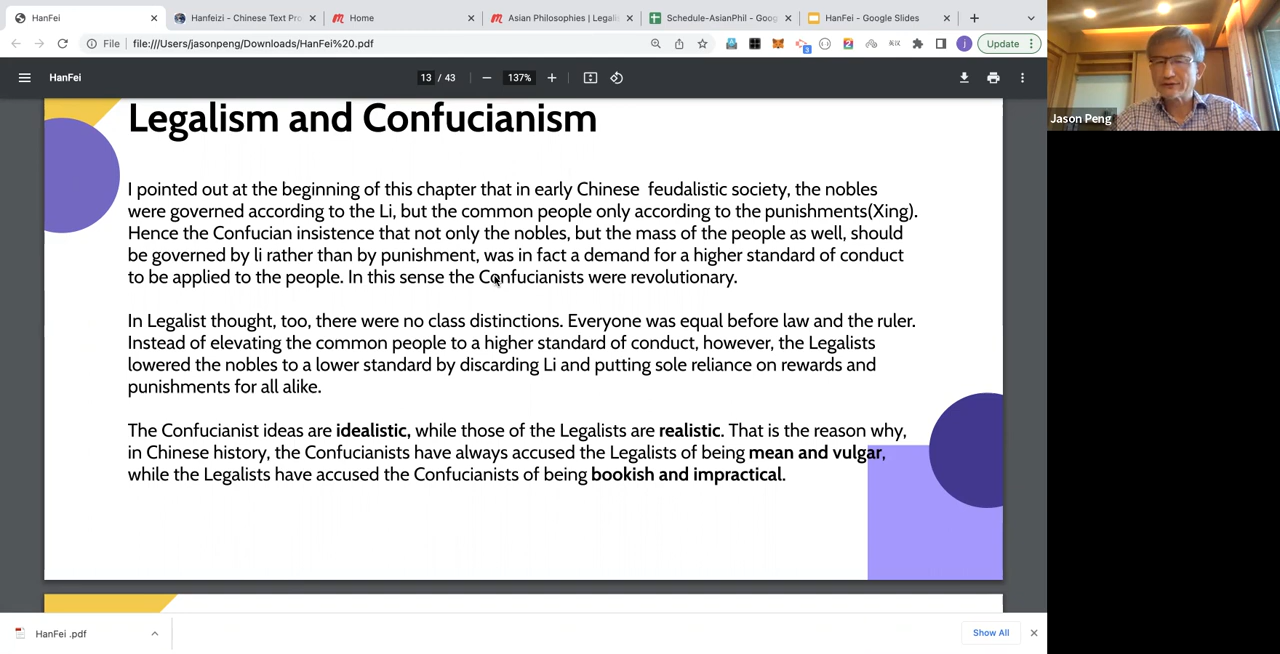 HanFei
Hanfeizi - Chinese Text Pro
Home
Asian Philosophies | Legali
Schedule-AsianPhil - Goog
HanFei - Google Slides
File
file:///Users/jasonpeng/Downloads/HanFei%20.pdf
3
2
j
Update
HanFei
13 / 43
137%
Jason Peng
Legalism and Confucianism
I pointed out at the beginning of this chapter that in early Chinese feudalistic society, the nobles
were governed according to the Li, but the common people only according to the punishments(Xing).
Hence the Confucian insistence that not only the nobles, but the mass of the people as well, should
be governed by li rather than by punishment, was in fact a demand for a higher standard of conduct
to be applied to the people. In this sense the Confucianists were revolutionary.
In Legalist thought, too, there were no class distinctions. Everyone was equal before law and the ruler.
Instead of elevating the common people to a higher standard of conduct, however, the Legalists
lowered the nobles to a lower standard by discarding Li and putting sole reliance on rewards and
punishments for all alike.
The Confucianist ideas are idealistic, while those of the Legalists are realistic. That is the reason why,
in Chinese history, the Confucianists have always accused the Legalists of being mean and vulgar,
while the Legalists have accused the Confucianists of being bookish and impractical.
HanFei .pdf
Show All